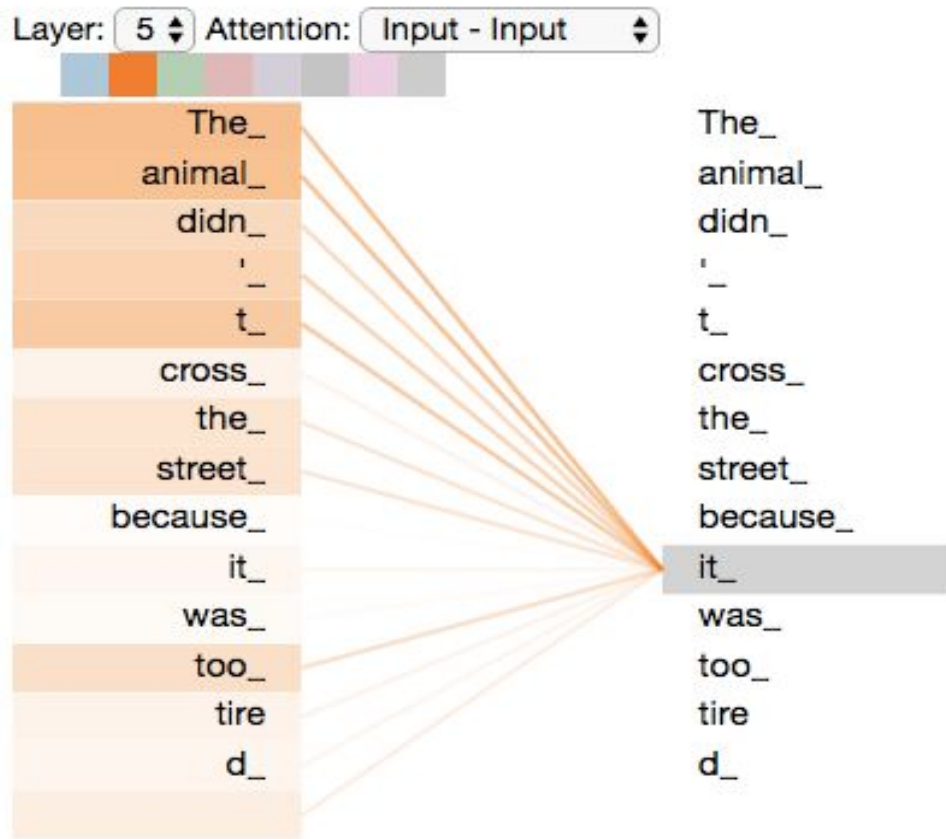 Layer: 5 Attention: Input - Input
The_ The_
animal_ animal_
didn_ didn_
'_ '_
t_ t_
cross_ cross_
the_ the_
street_ street_
because_ because_
it_ it_
was_ was_
too_ too_
tire tire
d_ d_